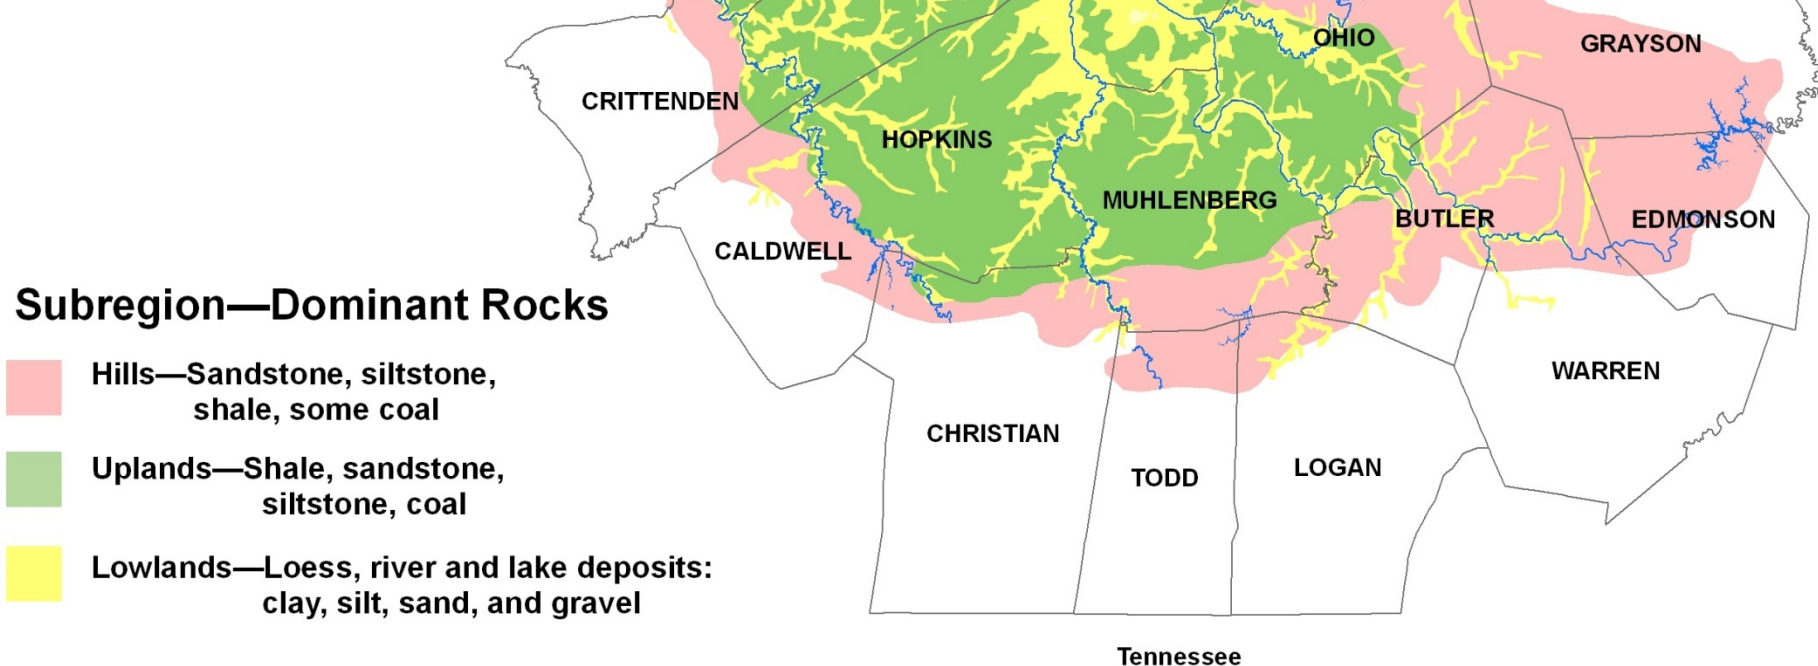 OHIO
GRAYSON
CRITTENDEN
HOPKINS
MUHLENBERG
BUTLER
EDMONSON
CALDWELL
Subregion—Dominant Rocks
Hills—Sandstone, siltstone,
shale, some coal
Uplands—Shale, sandstone,
siltstone, coal
Lowlands—Loess, river and lake deposits:
clay, silt, sand, and gravel
WARREN
CHRISTIAN
LOGAN
TODD
Tennessee